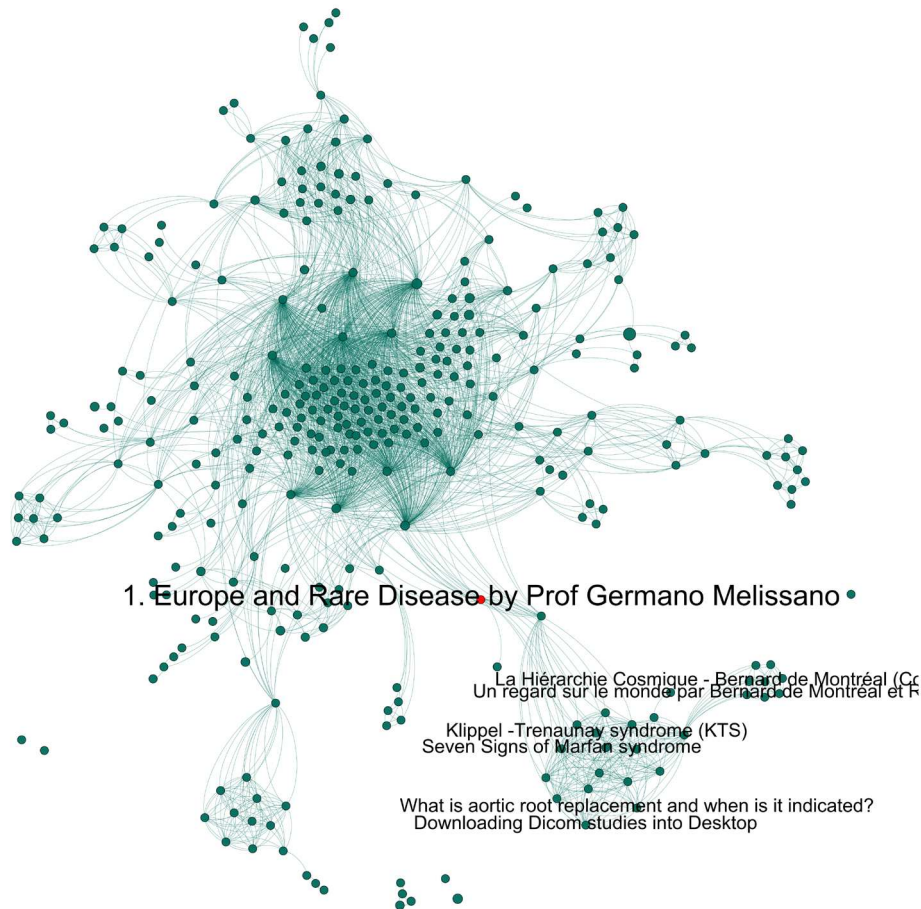 1. Europe and Rare Disease by Prof Germano Melissano
La Hiérarchie Cosmique - Bernard de Montréal (Co
Un regard sur le monde par Bernard de Montréal et R
Klippel -Trenaunay syndrome (KTS)
Seven Signs of Marfan syndrome
What is aortic root replacement and when is it indicated?
Downloading Dicom studies into Desktop